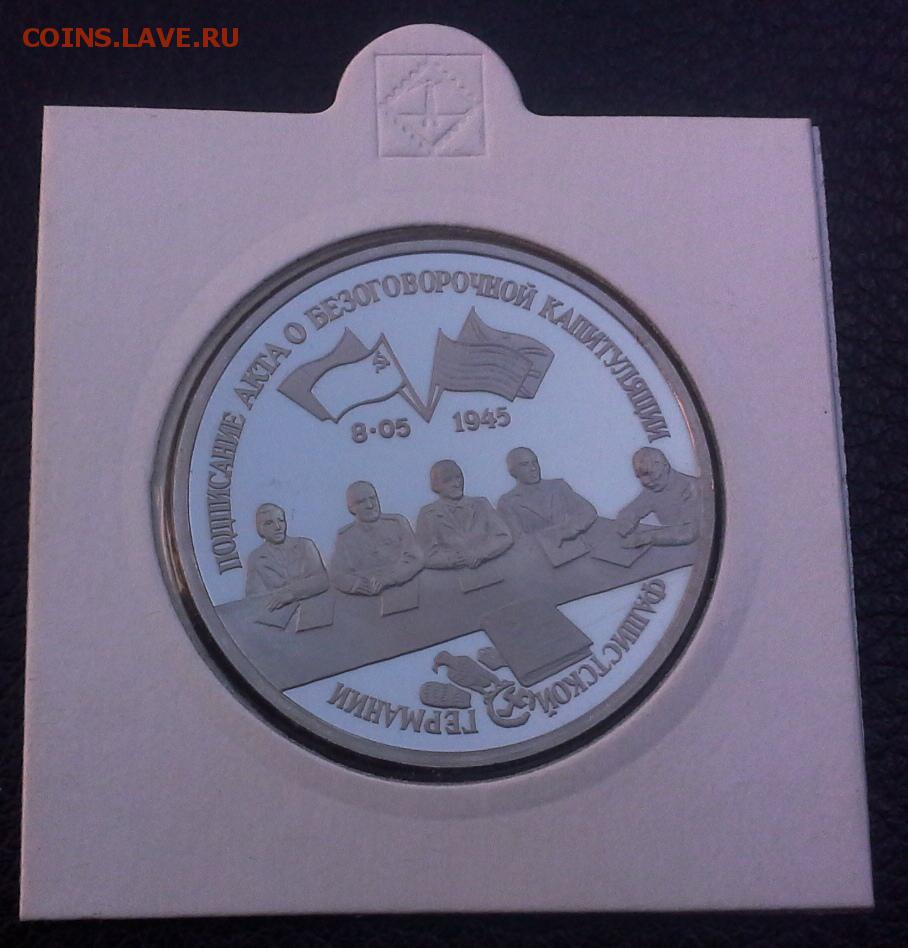 COINS.LAVE.RU
ПОДПИСАНИЕ АКТА О БЕЗОГОВОРОЧНОЙ КАПИТУЛЯЦИИ
ФАШИСТСКОЙ ГЕРМАНИИ
8·05 1945